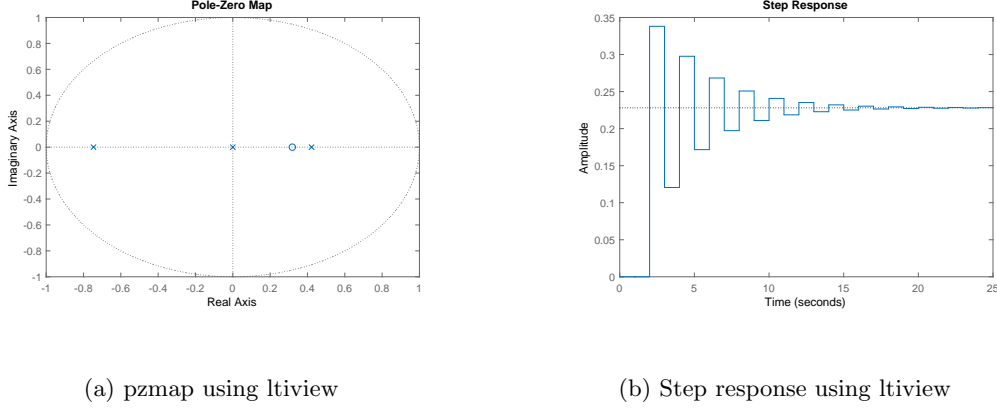 Pole-Zero Map
1
0.8
0.6
0.4
0.2
0
-0.2
-0.4
-0.6
-0.8
-1
Imaginary Axis
-1 -0.8 -0.6 -0.4 -0.2 0 0.2 0.4 0.6 0.8 1
Real Axis
(a) pzmap using ltiview
Step Response
0.35
0.3
0.25
0.2
0.15
0.1
0.05
0
Amplitude
0 5 10 15 20 25
Time (seconds)
(b) Step response using ltiview